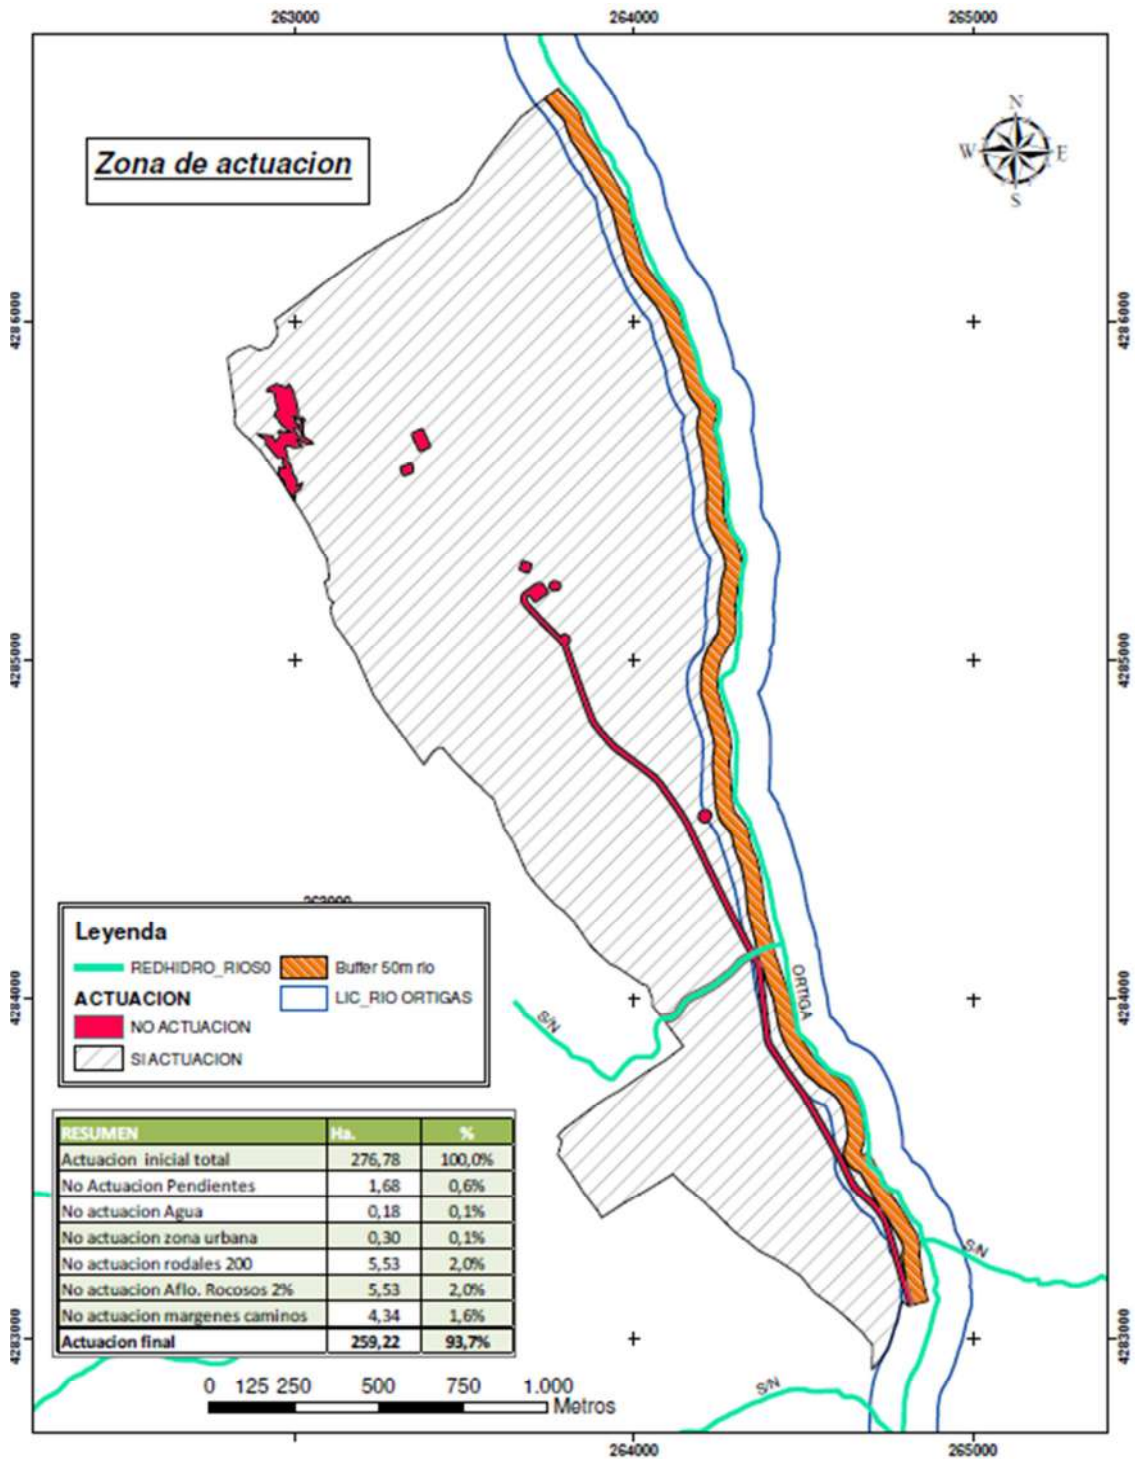 263000 264000 265000
Zona de actuacion
N
W E
S
4286000 4286000
4285000 4285000
263000
Leyenda
REDHIDRO_RIOS0 Buffer 50m rio
ACTUACION LIC_RIO ORTIGAS
NO ACTUACION
SI ACTUACION
ORTIGA
S/N
4284000 4284000
RESUMEN Ha. %
Actuacion inicial total 276,78 100,0%
No Actuacion Pendientes 1,68 0,6%
No actuacion Agua 0,18 0,1%
No actuacion zona urbana 0,30 0,1%
No actuacion rodales 200 5,53 2,0%
No actuacion Aflo. Rocosos 2% 5,53 2,0%
No actuacion margenes caminos 4,34 1,6%
Actuacion final 259,22 93,7%
S/N
4283000 4283000
0 125 250 500 750 1.000
Metros
S/N
264000 265000